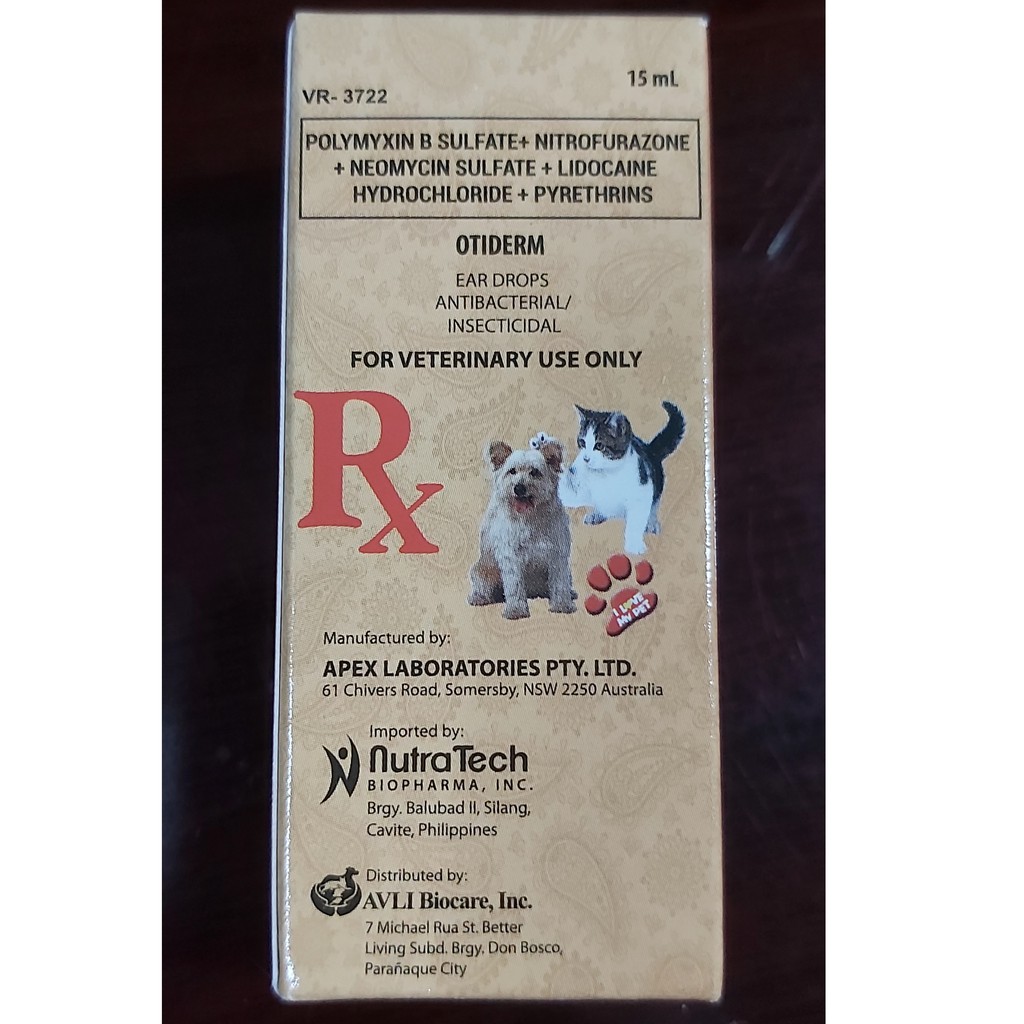 15 mL
VR- 3722
POLYMYXIN B SULFATE+ NITROFURAZONE
+ NEOMYCIN SULFATE + LIDOCAINE
HYDROCHLORIDE + PYRETHRINS
OTIDERM
EAR DROPS
ANTIBACTERIAL/
INSECTICIDAL
FOR VETERINARY USE ONLY
Rx
I LOVE
MY PET
Manufactured by:
APEX LABORATORIES PTY. LTD.
61 Chivers Road, Somersby, NSW 2250 Australia
Imported by:
NutraTech
BIOPHARMA, INC.
Brgy. Balubad II, Silang,
Cavite, Philippines
Distributed by:
AVLI Biocare, Inc.
7 Michael Rua St. Better
Living Subd. Brgy. Don Bosco,
Parañaque City